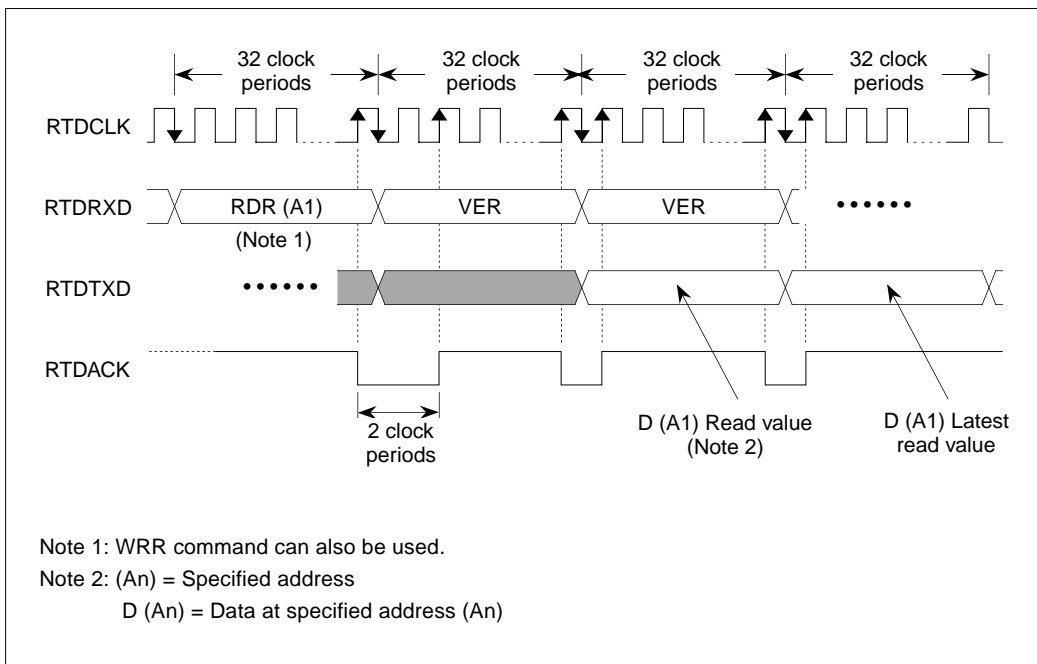 32 clock periods
32 clock periods
32 clock periods
32 clock periods
RTDCLK
RTDRXD
RDR (A1)
VER
VER
••••••
(Note 1)
RTDTXD
••••••
RTDACK
2 clock periods
D (A1) Read value
(Note 2)
D (A1) Latest
read value
Note 1: WRR command can also be used.
Note 2: (An) = Specified address
D (An) = Data at specified address (An)